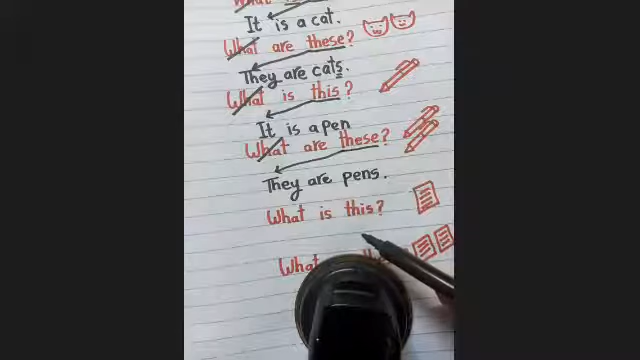 What
It is a cat.
What are these?
They are cats.
What is this?
It is a pen
What are these?
They are pens.
What is this?
What